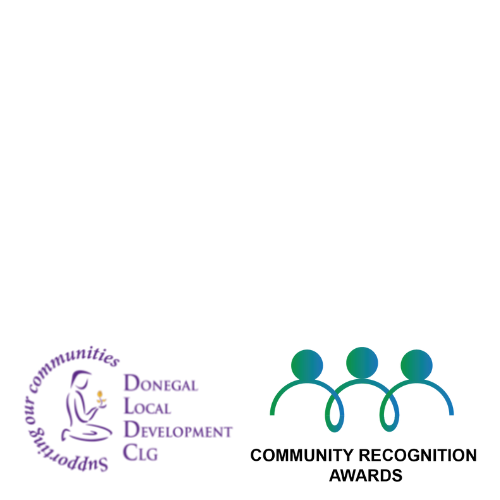 Supporting our communities
DONEGAL
LOCAL
DEVELOPMENT
CLG
COMMUNITY RECOGNITION
AWARDS